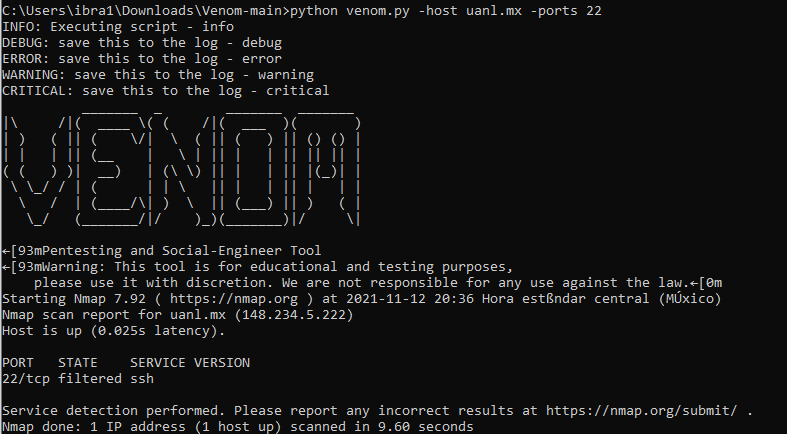 C:\Users\ibra1\Downloads\Venom-main>python venom.py -host uanl.mx -ports 22
INFO: Executing script - info
DEBUG: save this to the log - debug
ERROR: save this to the log - error
WARNING: save this to the log - warning
CRITICAL: save this to the log - critical
VENOM
←[93mPentesting and Social-Engineer Tool
←[93mWarning: This tool is for educational and testing purposes,
please use it with discretion. We are not responsible for any use against the law.←[0m
Starting Nmap 7.92 ( https://nmap.org ) at 2021-11-12 20:36 Hora estßndar central (MÚxico)
Nmap scan report for uanl.mx (148.234.5.222)
Host is up (0.025s latency).
PORT   STATE    SERVICE VERSION
22/tcp filtered ssh
Service detection performed. Please report any incorrect results at https://nmap.org/submit/ .
Nmap done: 1 IP address (1 host up) scanned in 9.60 seconds